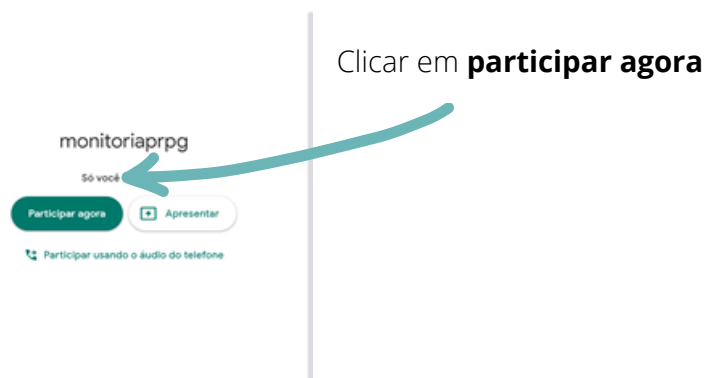 Clicar em participar agora
monitoriaprpg
Só você
Participar agora
Apresentar
Participar usando o áudio do telefone